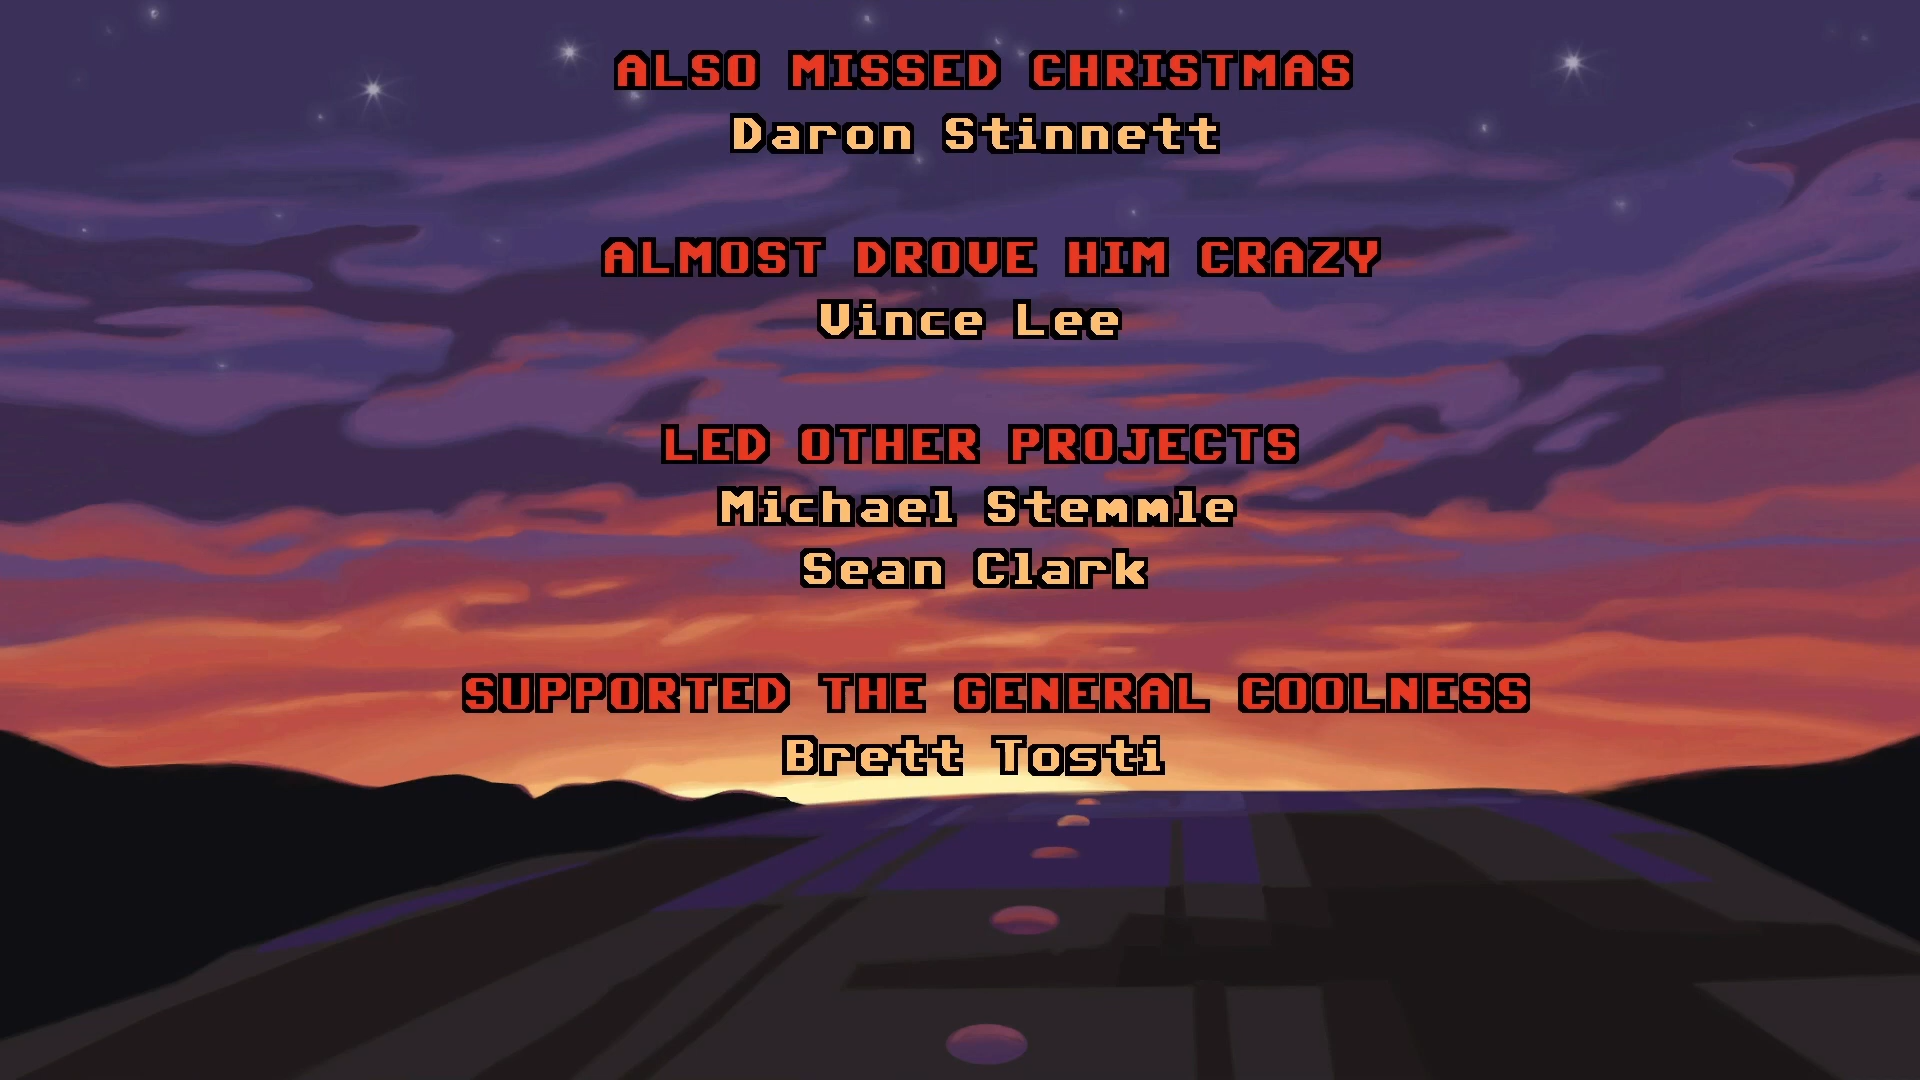 ALSO MISSED CHRISTMAS
Daron Stinnett
ALMOST DROVE HIM CRAZY
Vince Lee
LED OTHER PROJECTS
Michael Stemmle
Sean Clark
SUPPORTED THE GENERAL COOLNESS
Brett Tosti